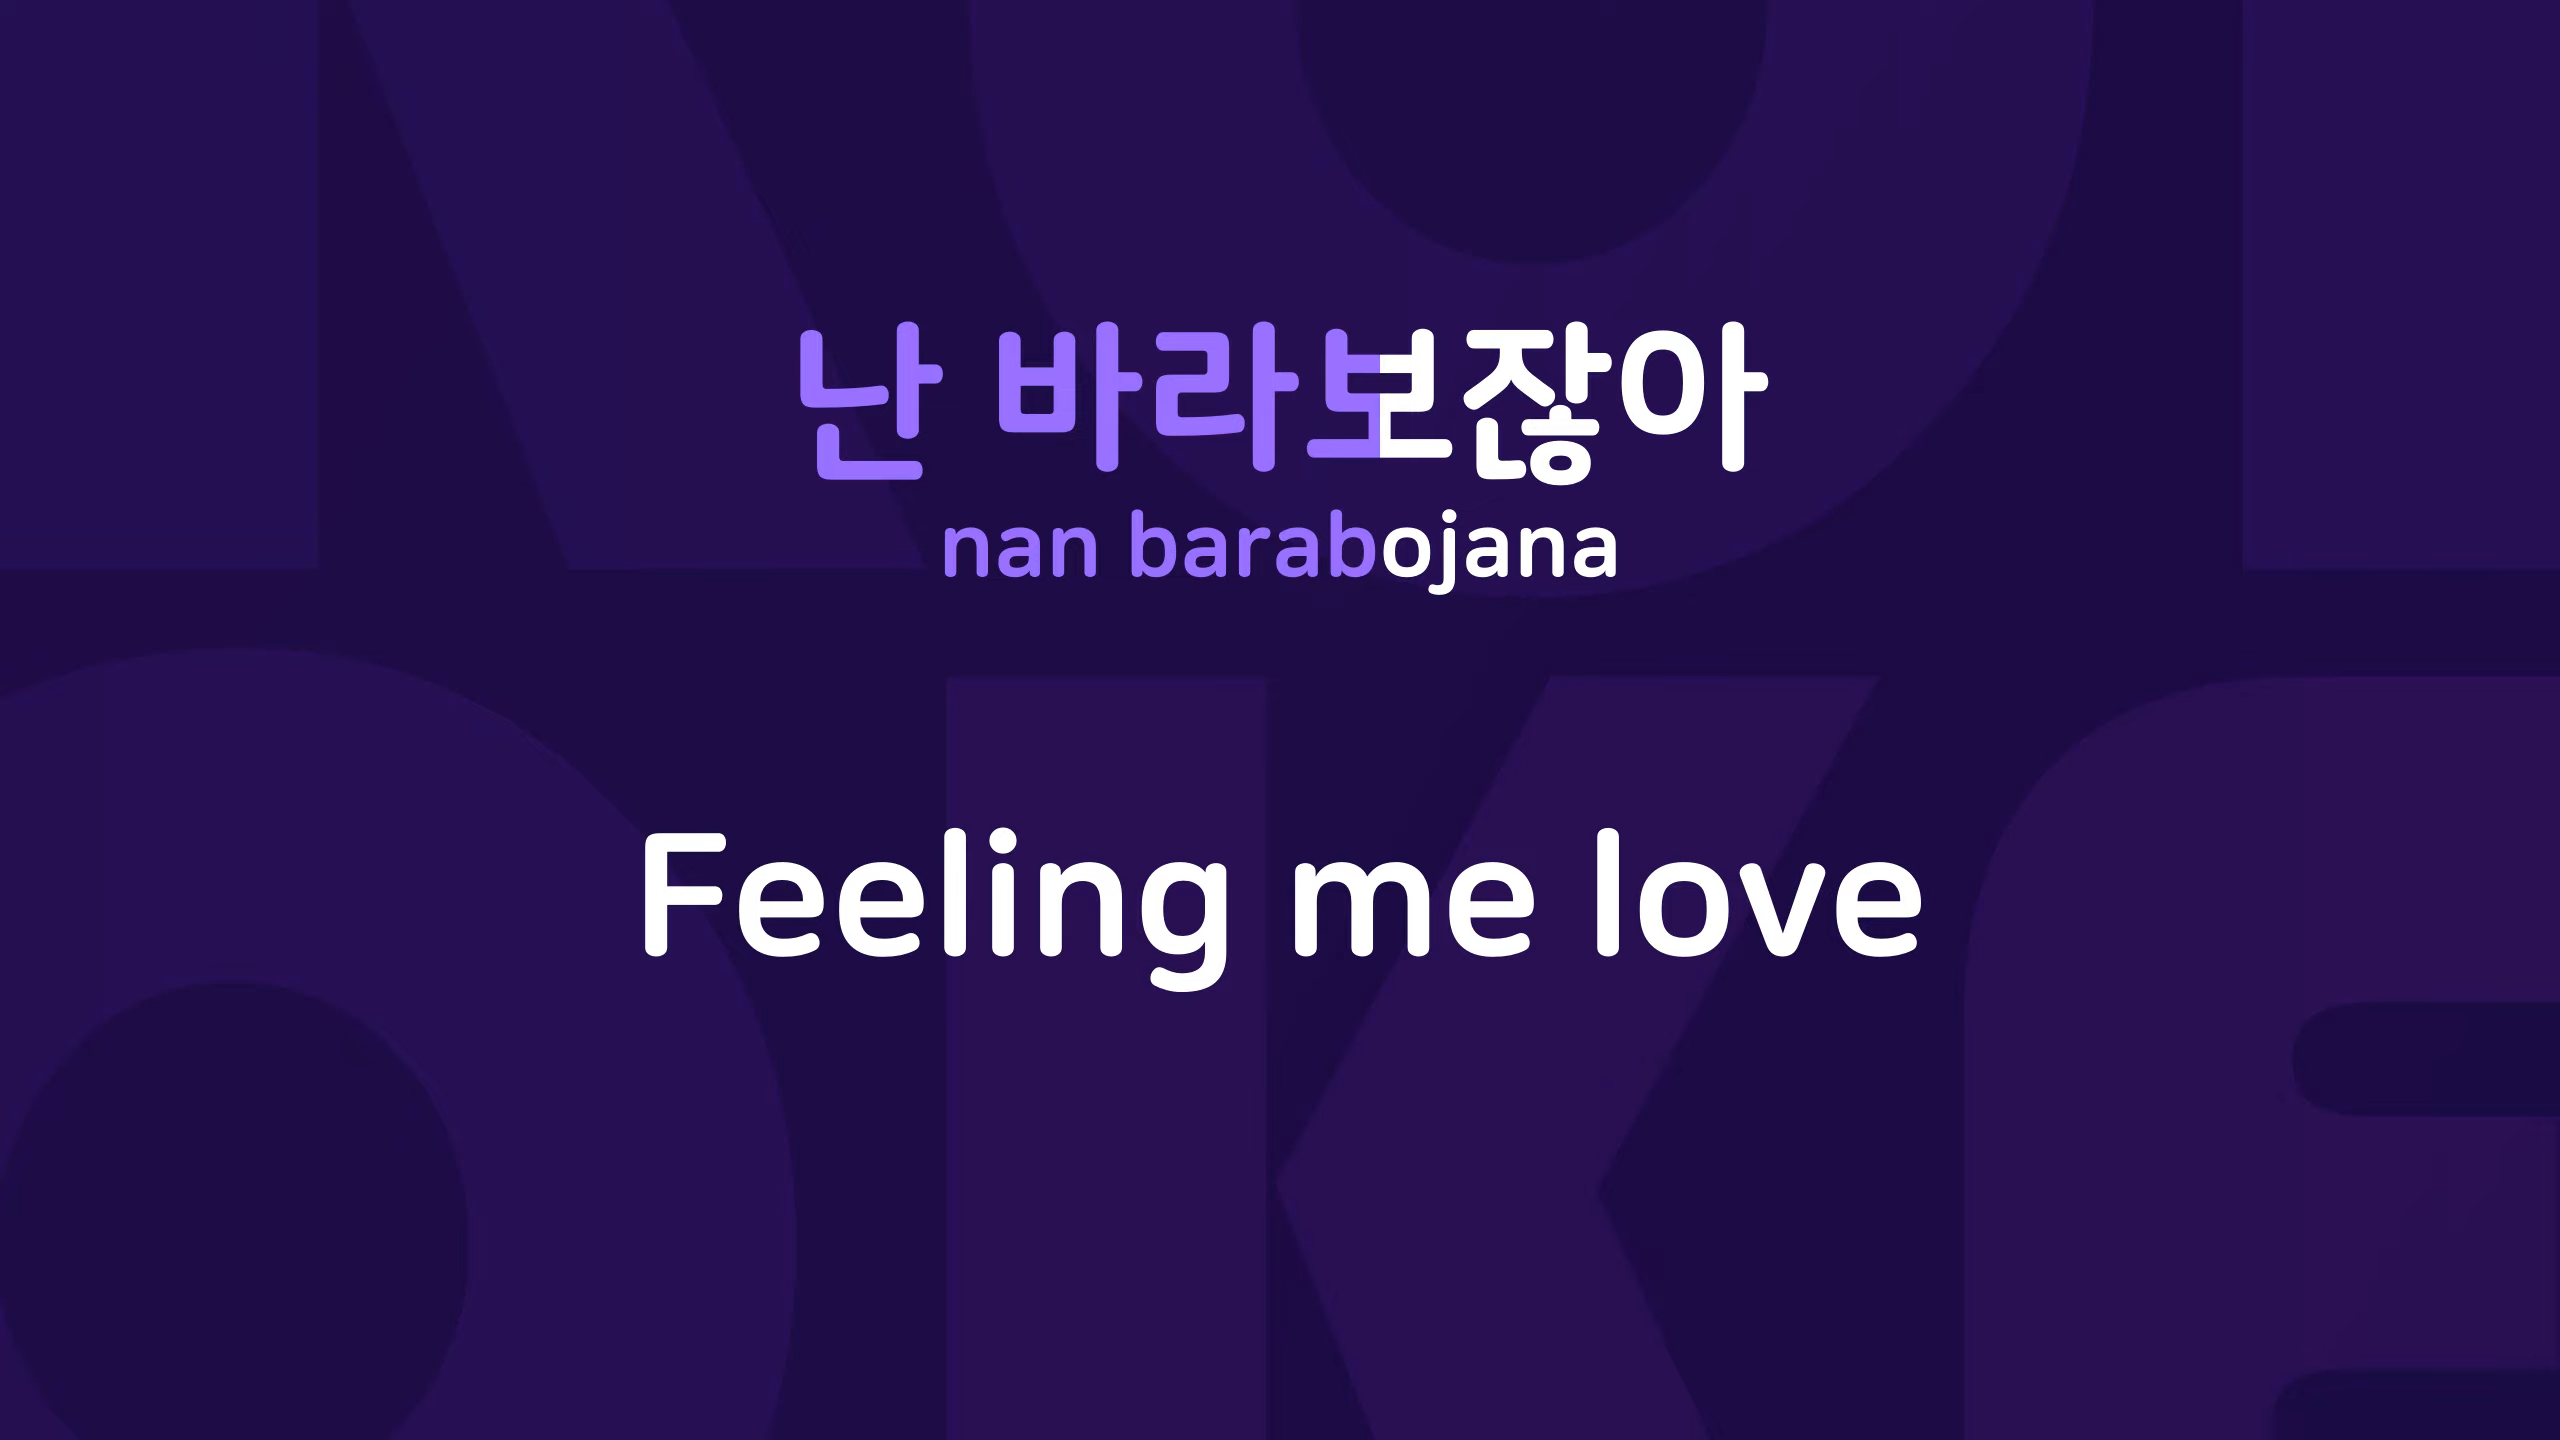 난 바라보잖아
nan barabojana
Feeling me love